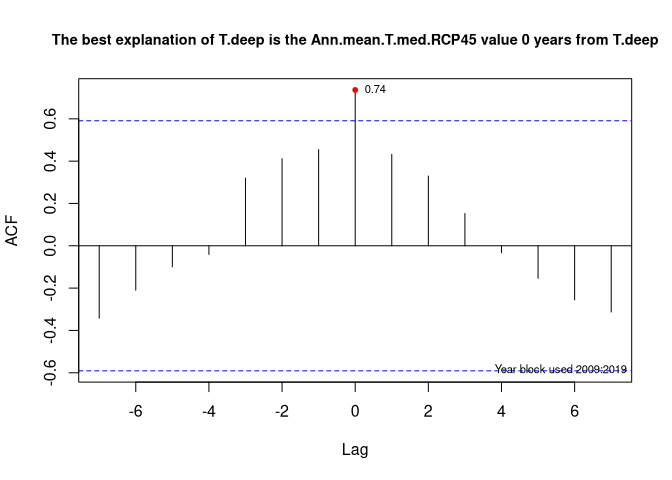 The best explanation of T.deep is the Ann.mean.T.med.RCP45 value 0 years from T.deep
0.74
0.6
0.4
0.2
0.0
-0.2
-0.4
-0.6
ACF
Year block used 2009:2019
-6 -4 -2 0 2 4 6
Lag